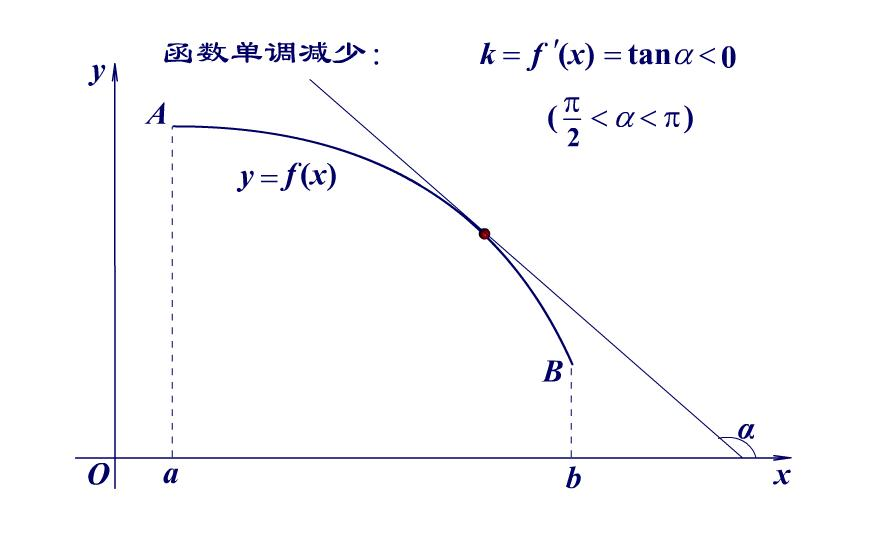 函数单调减少：
k = f ′(x) = tanα < 0
(π/2 < α < π)
y
A
y = f(x)
B
α
O
a
b
x